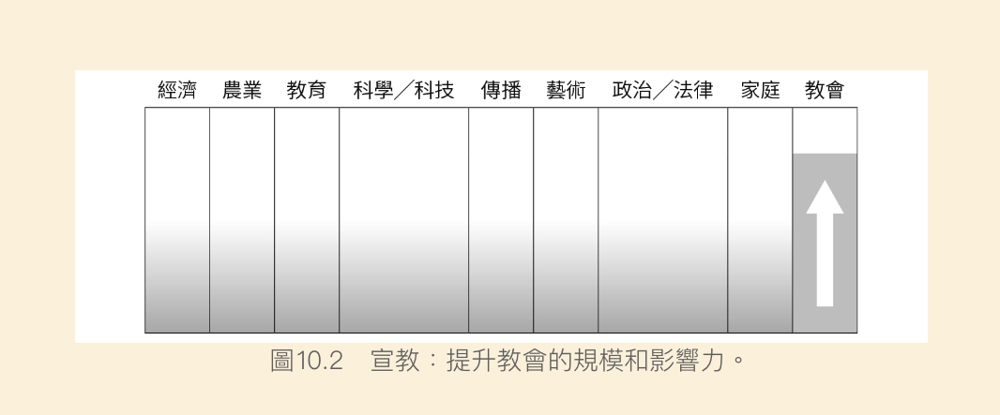 經濟 農業 教育 科學／科技 傳播 藝術 政治／法律 家庭 教會
圖10.2　宣教：提升教會的規模和影響力。